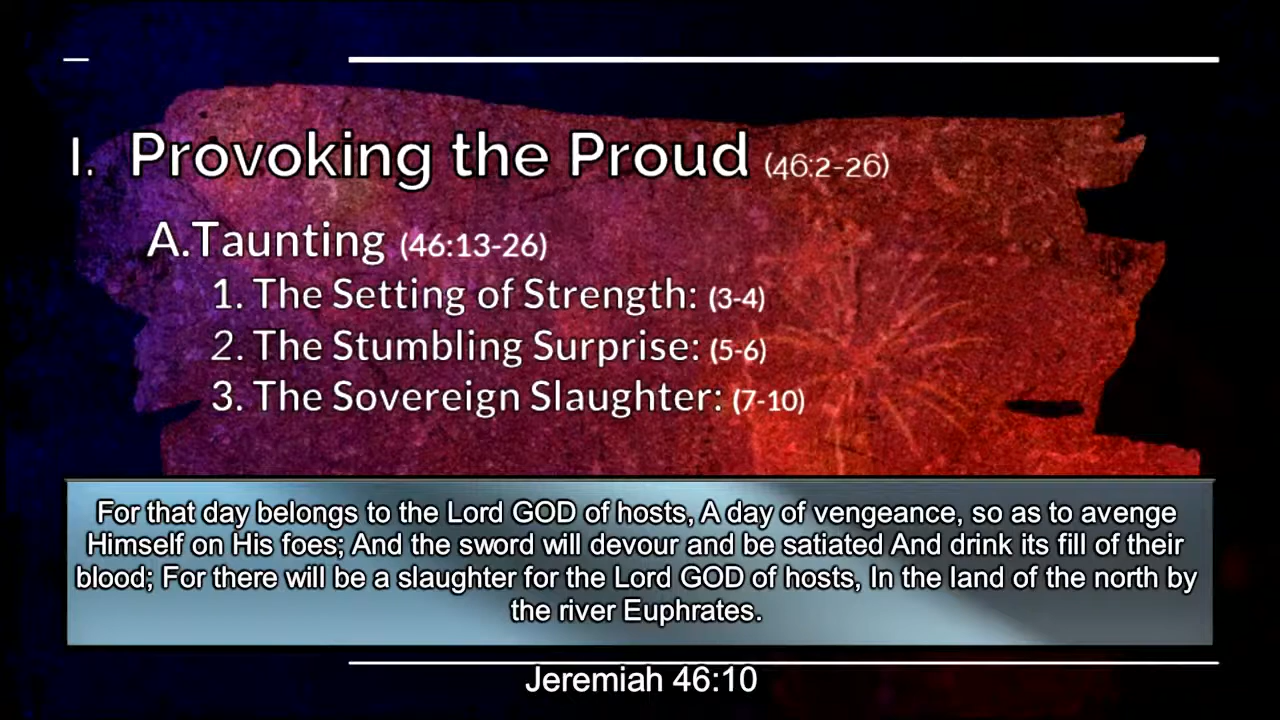 I. Provoking the Proud (46:2-26)
A.Taunting (46:13-26)
1. The Setting of Strength: (3-4)
2. The Stumbling Surprise: (5-6)
3. The Sovereign Slaughter: (7-10)
For that day belongs to the Lord GOD of hosts, A day of vengeance, so as to avenge
Himself on His foes; And the sword will devour and be satiated And drink its fill of their
blood; For there will be a slaughter for the Lord GOD of hosts, In the land of the north by
the river Euphrates.
Jeremiah 46:10